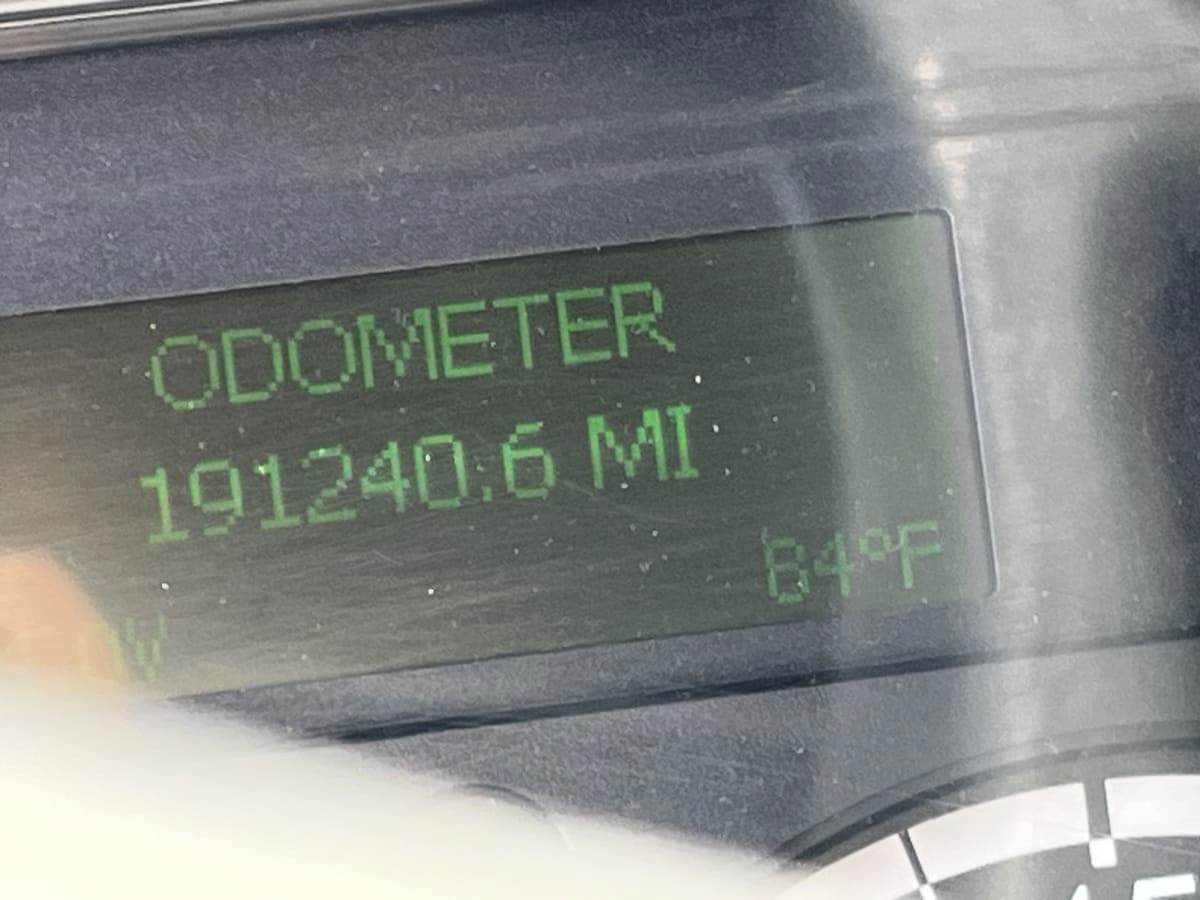 ODOMETER
191240.6 MI
84°F
V